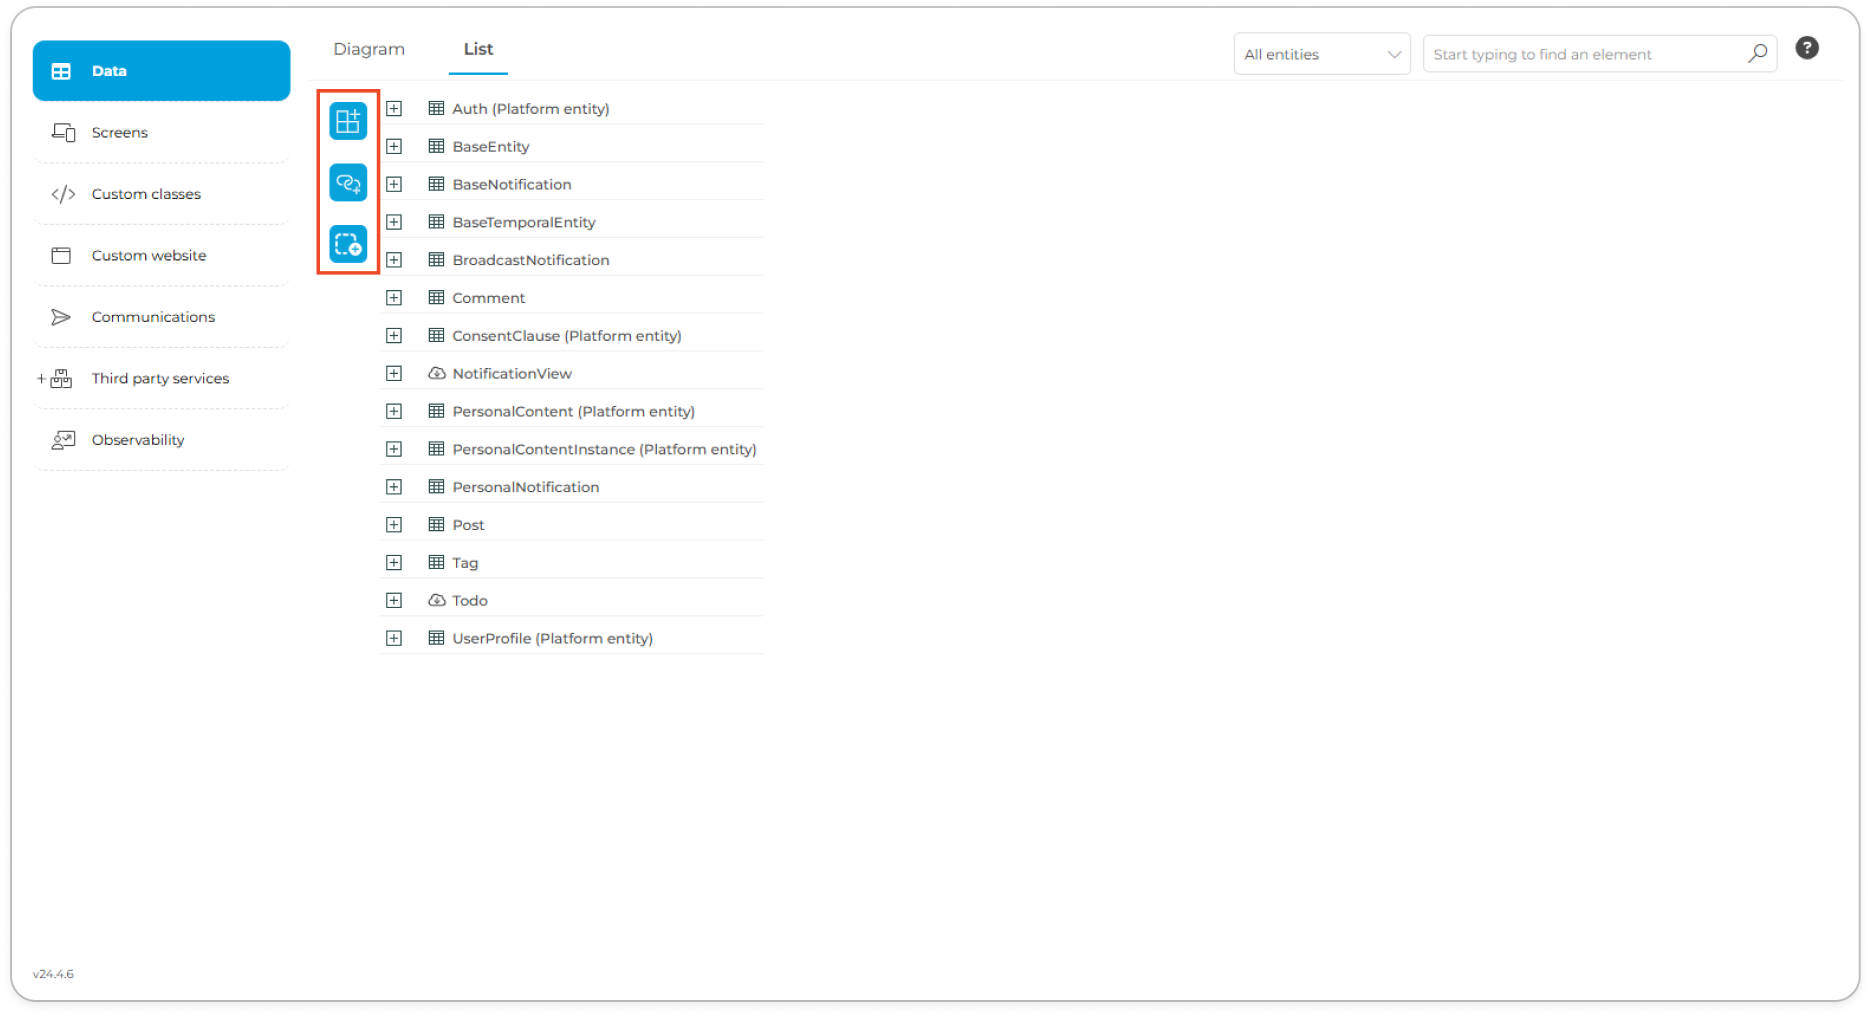 Data
Screens
Custom classes
Custom website
Communications
Third party services
Observability
v24.4.6
Diagram
List
All entities
Start typing to find an element
?
Auth (Platform entity)
BaseEntity
BaseNotification
BaseTemporalEntity
BroadcastNotification
Comment
ConsentClause (Platform entity)
NotificationView
PersonalContent (Platform entity)
PersonalContentInstance (Platform entity)
PersonalNotification
Post
Tag
Todo
UserProfile (Platform entity)